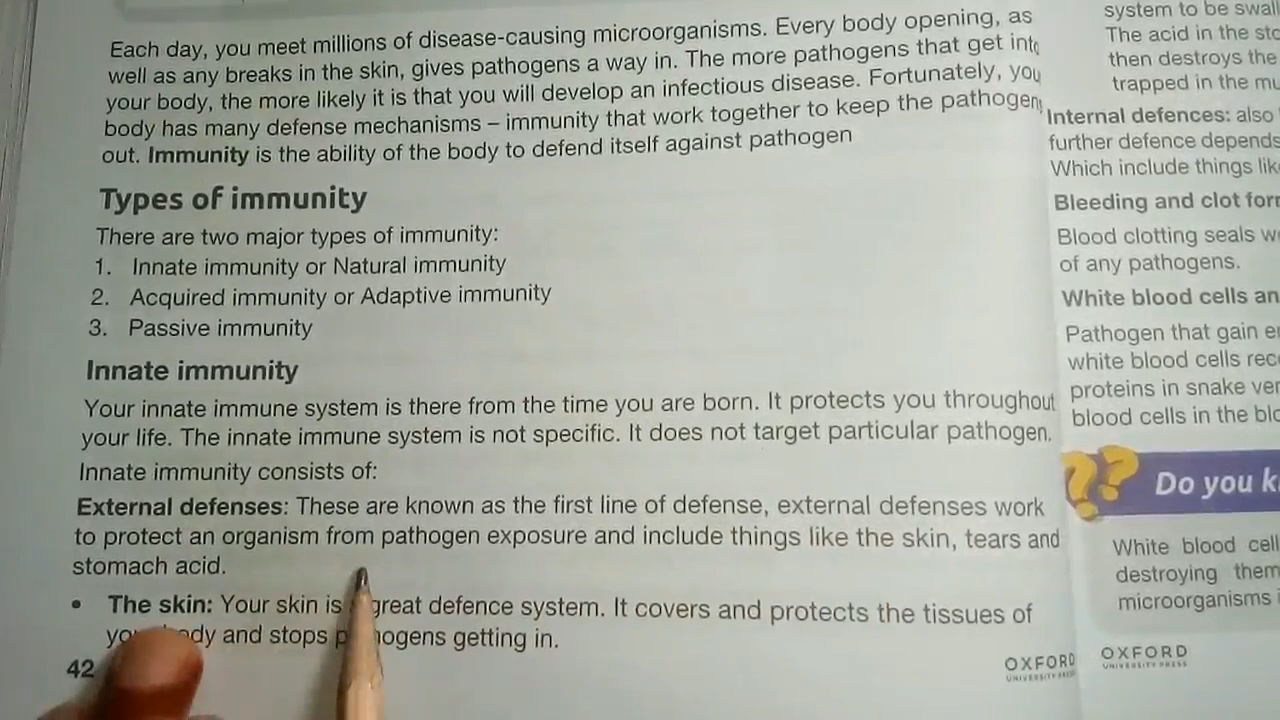 Each day, you meet millions of disease-causing microorganisms. Every body opening, as
well as any breaks in the skin, gives pathogens a way in. The more pathogens that get into
your body, the more likely it is that you will develop an infectious disease. Fortunately, you
body has many defense mechanisms – immunity that work together to keep the pathogens
out. Immunity is the ability of the body to defend itself against pathogen
Types of immunity
There are two major types of immunity:
1. Innate immunity or Natural immunity
2. Acquired immunity or Adaptive immunity
3. Passive immunity
Innate immunity
Your innate immune system is there from the time you are born. It protects you throughout
your life. The innate immune system is not specific. It does not target particular pathogen.
Innate immunity consists of:
External defenses: These are known as the first line of defense, external defenses work
to protect an organism from pathogen exposure and include things like the skin, tears and
stomach acid.
• The skin: Your skin is great defence system. It covers and protects the tissues of
and stops getting in.
42
OXFORD
UNIVERSITY PRESS
system to be
The acid in the
then destroys the
trapped in the
Internal defences: also
further defence depends
Which include things
Bleeding and clot
Blood clotting seals
of any pathogens.
White blood cells
Pathogen that gain
white blood cells
proteins in snake
blood cells in the
?? Do you
White blood
destroying them
microorganisms
OXFORD
UNIVERSITY PRESS